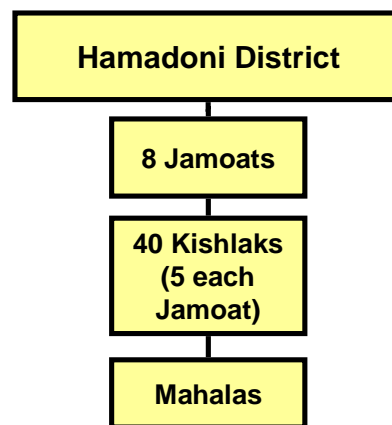 Hamadoni District
8 Jamoats
40 Kishlaks
(5 each
Jamoat)
Mahalas